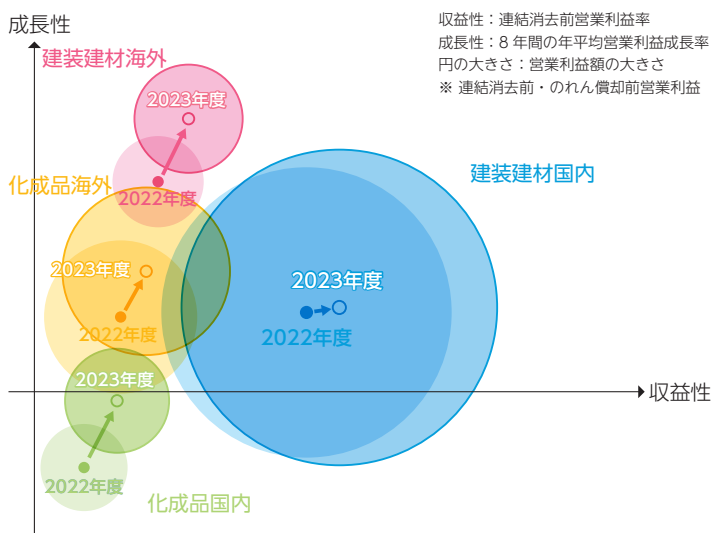 成長性
収益性：連結消去前営業利益率
成長性：8 年間の年平均営業利益成長率
円の大きさ：営業利益額の大きさ
※ 連結消去前・のれん償却前営業利益
建装建材海外
2023年度
2022年度
建装建材国内
2023年度
2022年度
化成品海外
2023年度
2022年度
2023年度
2022年度
化成品国内
収益性